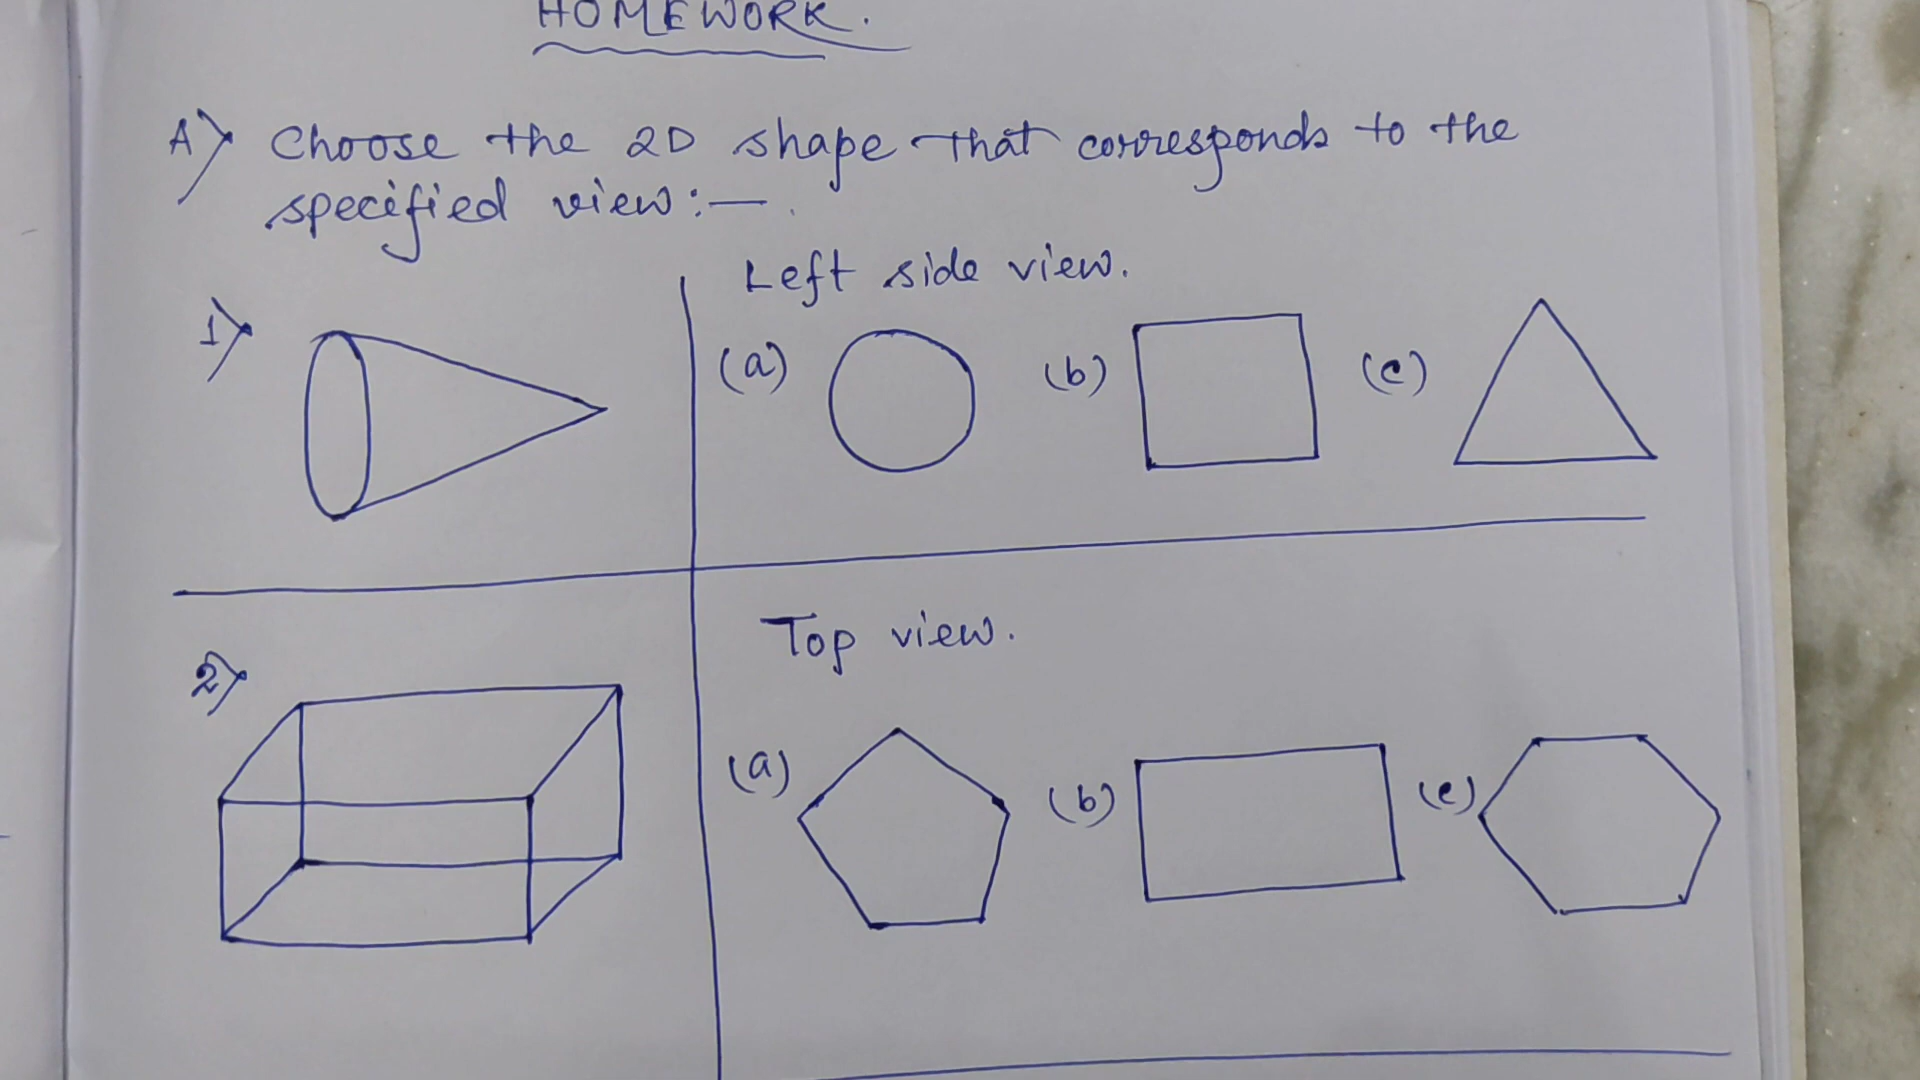 HOMEWORK.
A) Choose the 2D shape that corresponds to the
specified view:—.
Left side view.
1)
(a) (b) (c)
Top view.
2)
(a) (b) (c)